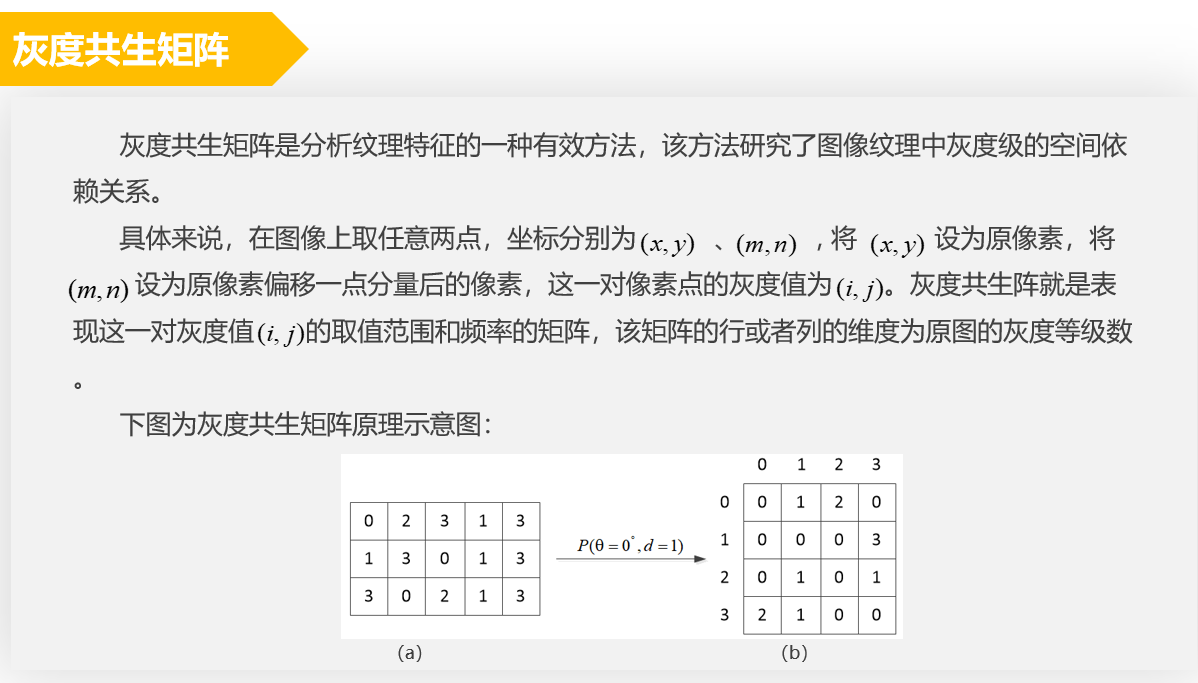 灰度共生矩阵
灰度共生矩阵是分析纹理特征的一种有效方法，该方法研究了图像纹理中灰度级的空间依
赖关系。
具体来说，在图像上取任意两点，坐标分别为(x, y) 、(m,n) ，将 (x, y) 设为原像素，将
(m,n) 设为原像素偏移一点分量后的像素，这一对像素点的灰度值为(i, j)。灰度共生阵就是表
现这一对灰度值(i, j)的取值范围和频率的矩阵，该矩阵的行或者列的维度为原图的灰度等级数
。
下图为灰度共生矩阵原理示意图：
0 2 3 1 3
1 3 0 1 3
3 0 2 1 3
P(θ=0°,d=1)
0 1 2 3
0 0 1 2 0
1 0 0 0 3
2 0 1 0 1
3 2 1 0 0
(a)
(b)